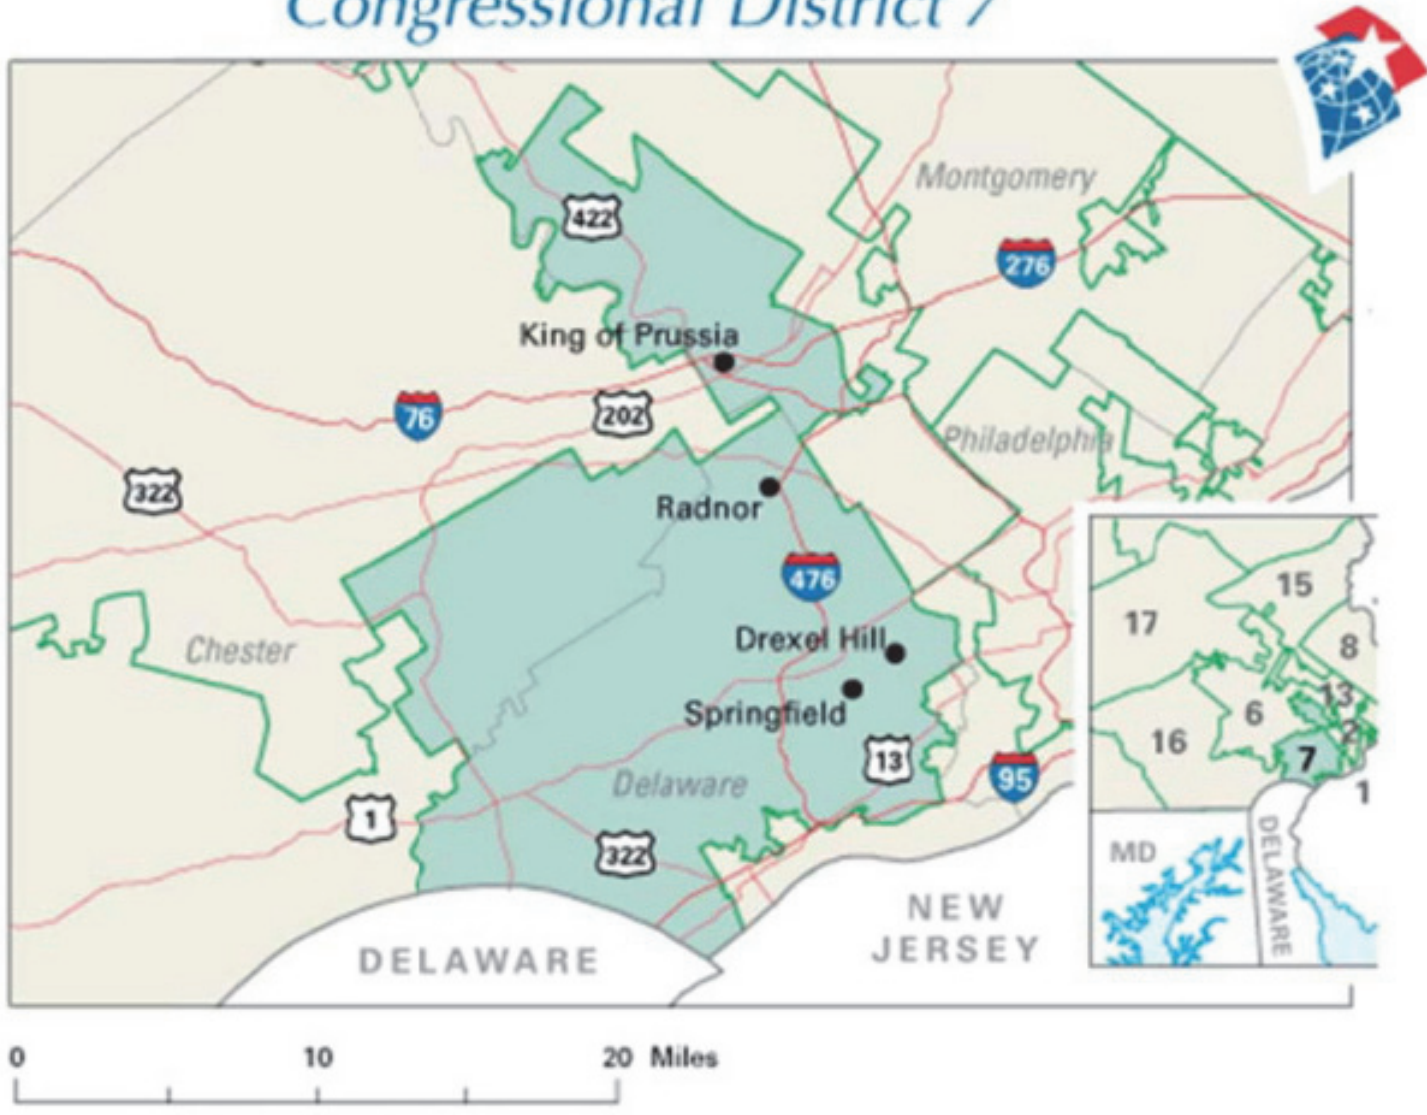 Congressional District 7
Montgomery
422
276
King of Prussia
76
202
Philadelphia
322
Radnor
476
15
17
Chester
Drexel Hill
8
Springfield
13
6
2
16
7
13
95
Delaware
1
1
322
MD
DELAWARE
NEW
JERSEY
DELAWARE
0 10 20 Miles